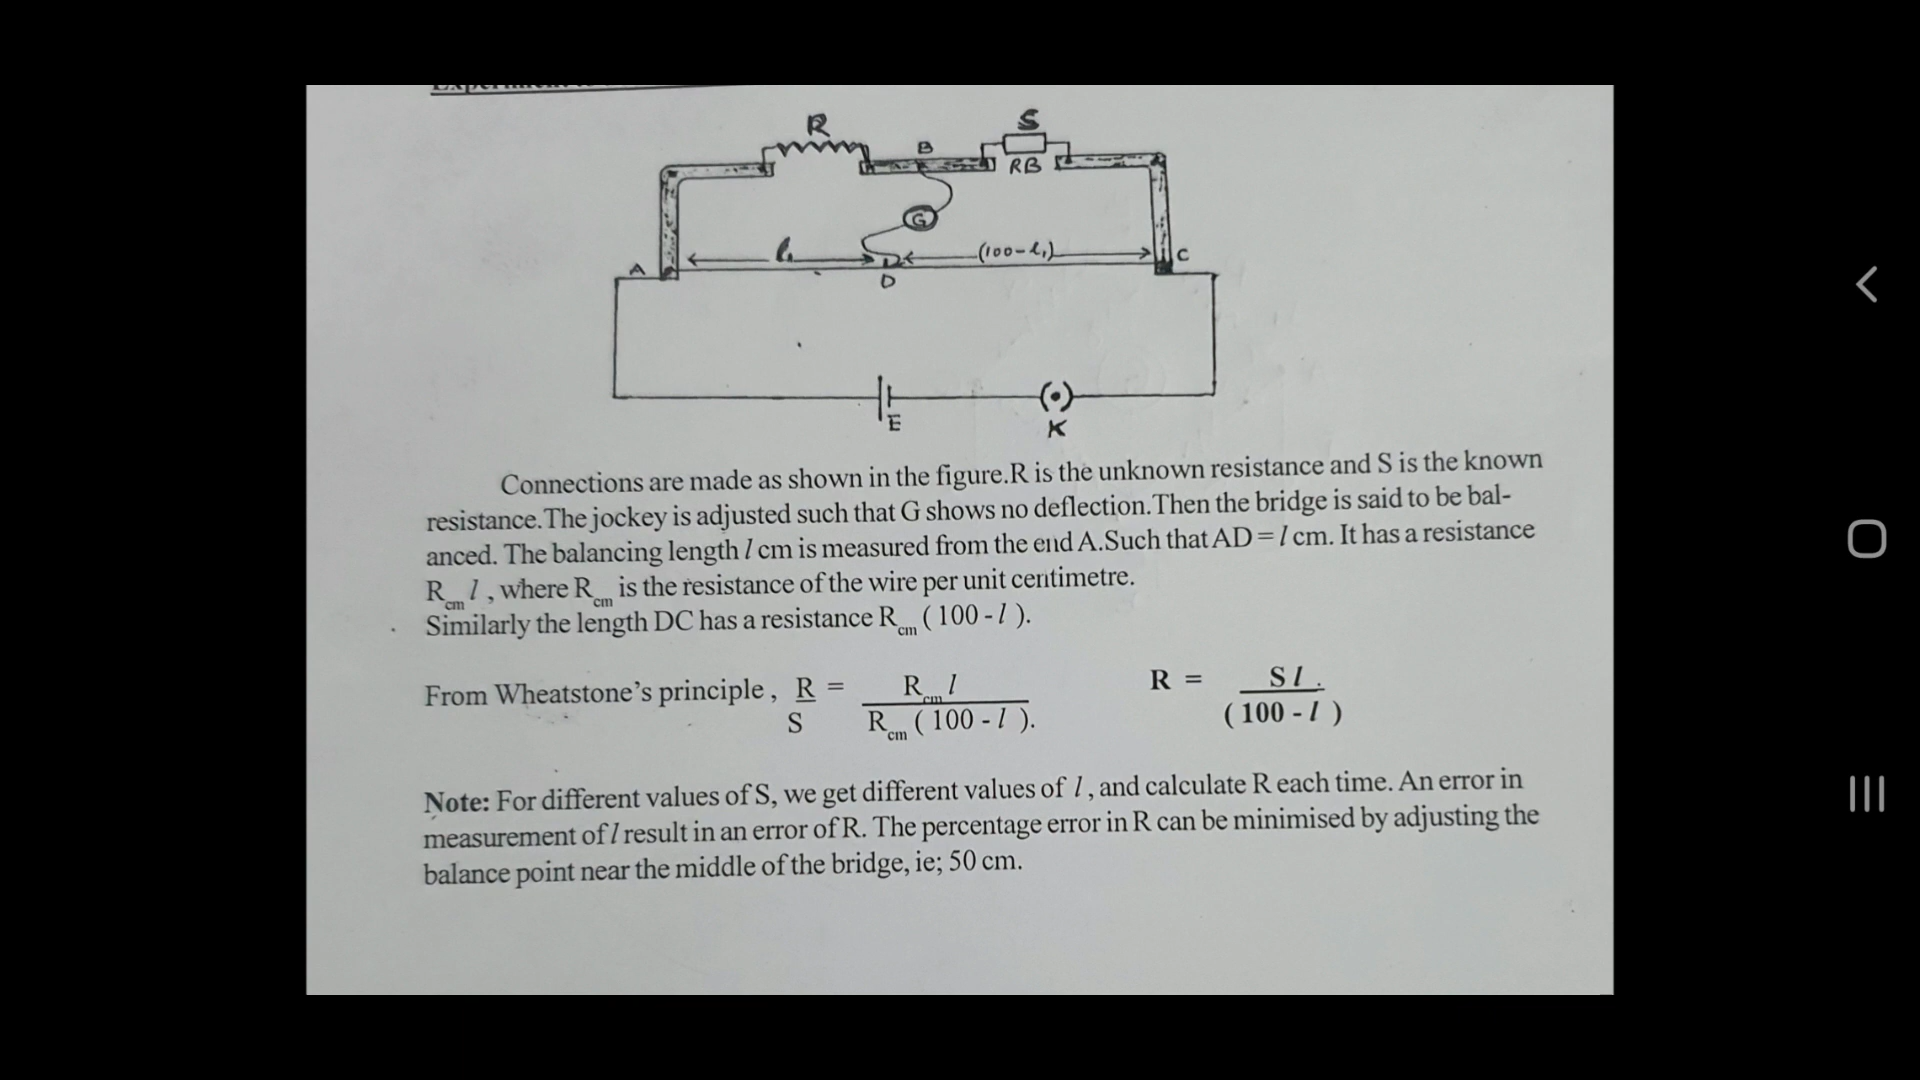 R
S
B
RB
G
l₁
(100-l₁)
A
C
D
E
K
Connections are made as shown in the figure.R is the unknown resistance and S is the known
resistance.The jockey is adjusted such that G shows no deflection.Then the bridge is said to be bal-
anced. The balancing length l cm is measured from the end A.Such that AD = l cm. It has a resistance
R_cm l , where R_cm is the resistance of the wire per unit centimetre.
Similarly the length DC has a resistance R_cm ( 100 - l ).
From Wheatstone’s principle , R = R_cm l R = S l .
S R_cm ( 100 - l ). ( 100 - l )
Note: For different values of S, we get different values of l , and calculate R each time. An error in
measurement of l result in an error of R. The percentage error in R can be minimised by adjusting the
balance point near the middle of the bridge, ie; 50 cm.